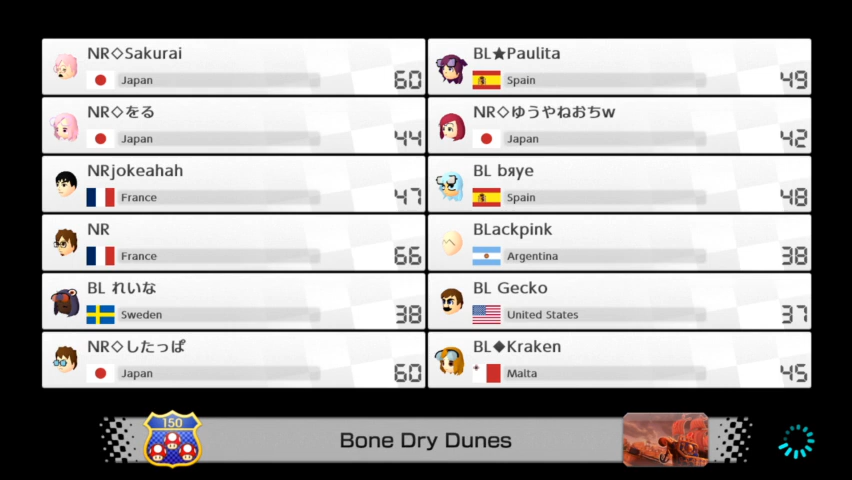 NR◇Sakurai
Japan
60
BL★Paulita
Spain
49
NR◇をる
Japan
44
NR◇ゆうやねおちw
Japan
42
NRjokeahah
France
47
BL bяye
Spain
48
NR
France
66
BLackpink
Argentina
38
BL れいな
Sweden
38
BL Gecko
United States
37
NR◇したっぱ
Japan
60
BL◆Kraken
Malta
45
150
Bone Dry Dunes